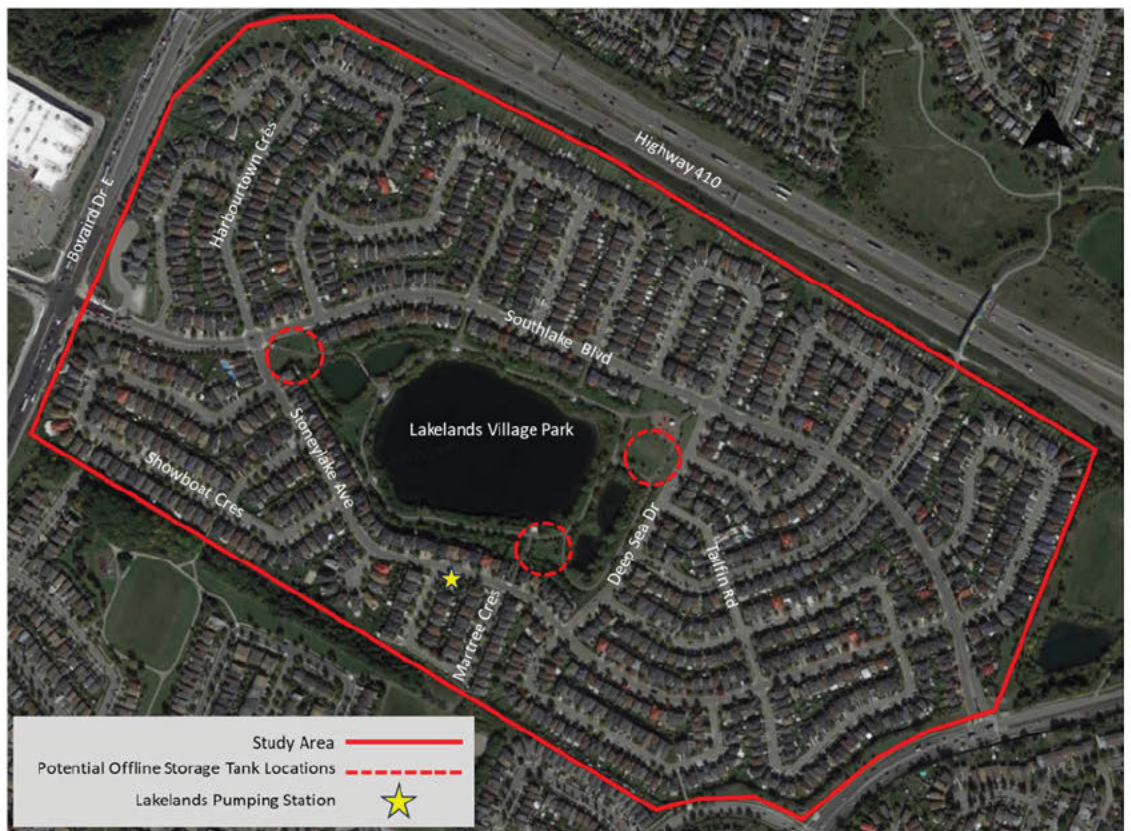 N
Highway 410
Harbourtown Cres
Bovaird Dr E
Southlake Blvd
Lakelands Village Park
Stoneylake Ave
Showboat Cres
Deep Sea Dr
Tailfin Rd
Martree Cres
Study Area
Potential Offline Storage Tank Locations
Lakelands Pumping Station